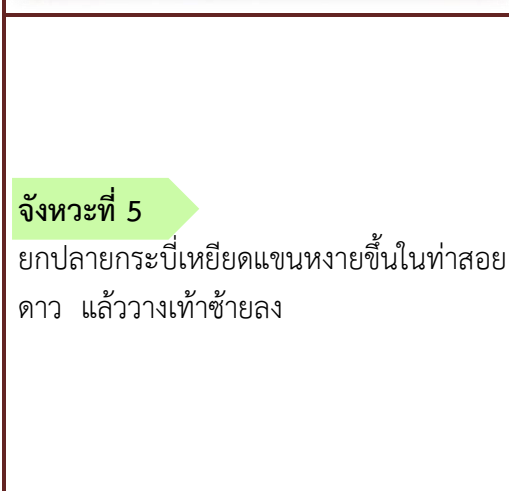 จังหวะที่ 5
ยกปลายกระบี่เหยียดแขนหงายขึ้นในท่าสอย
ดาว แล้ววางเท้าซ้ายลง